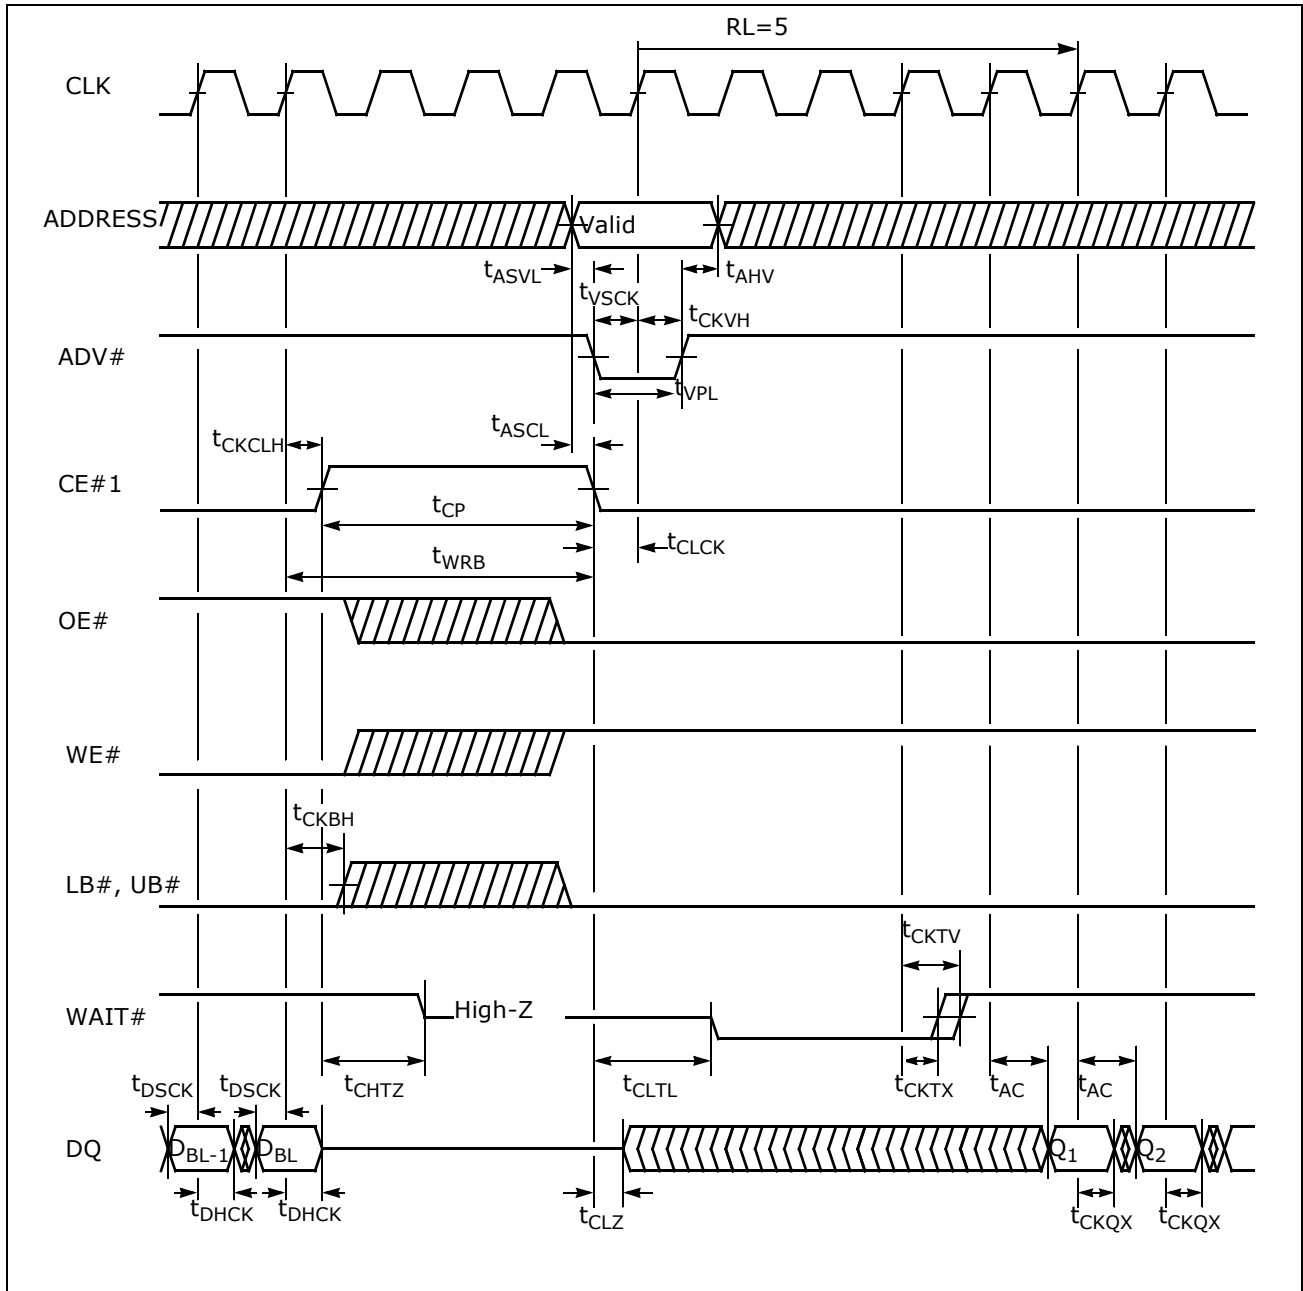 RL=5
CLK
ADDRESS
Valid
tASVL
tAHV
tVSCK
tCKVH
ADV#
tVPL
tASCL
tCKCLH
CE#1
tCP
tCLCK
tWRB
OE#
WE#
tCKBH
LB#, UB#
tCKTV
High-Z
WAIT#
tDSCK
tDSCK
tCHTZ
tCLTL
tCKTX
tAC
tAC
DQ
DBL-1
DBL
Q1
Q2
tDHCK
tDHCK
tCLZ
tCKQX
tCKQX